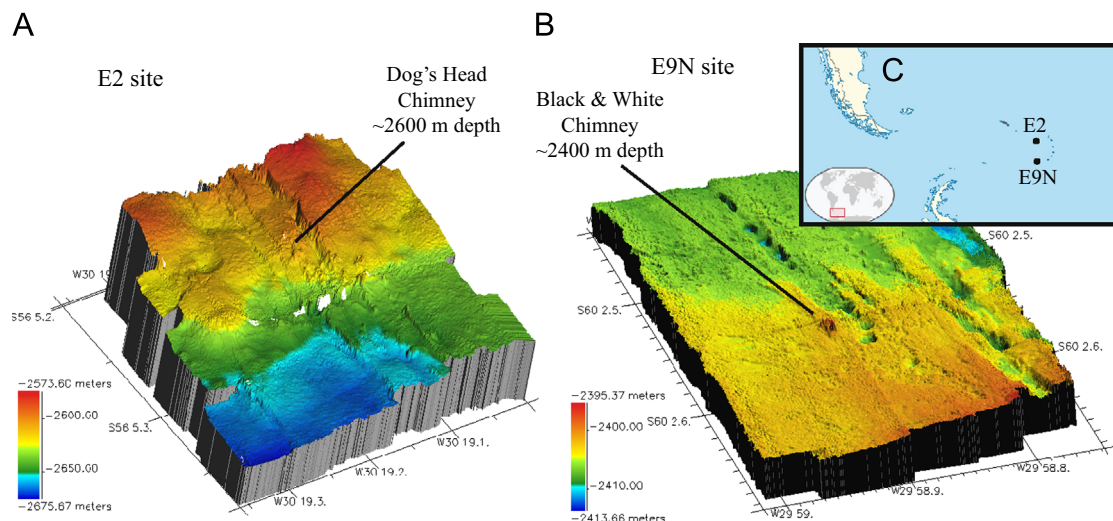 A
E2 site
Dog's Head
Chimney
~2600 m depth
W30 19.
S56 5.2.
S56 5.3.
W30 19.3.
W30 19.2.
W30 19.1.
-2573.60 meters
-2600.00
-2650.00
-2675.67 meters
B
E9N site
Black & White
Chimney
~2400 m depth
C
E2
E9N
S60 2.5.
S60 2.6.
S60 2.5.
S60 2.6.
W29 59.
W29 58.9.
W29 58.8.
-2395.37 meters
-2400.00
-2410.00
-2413.66 meters